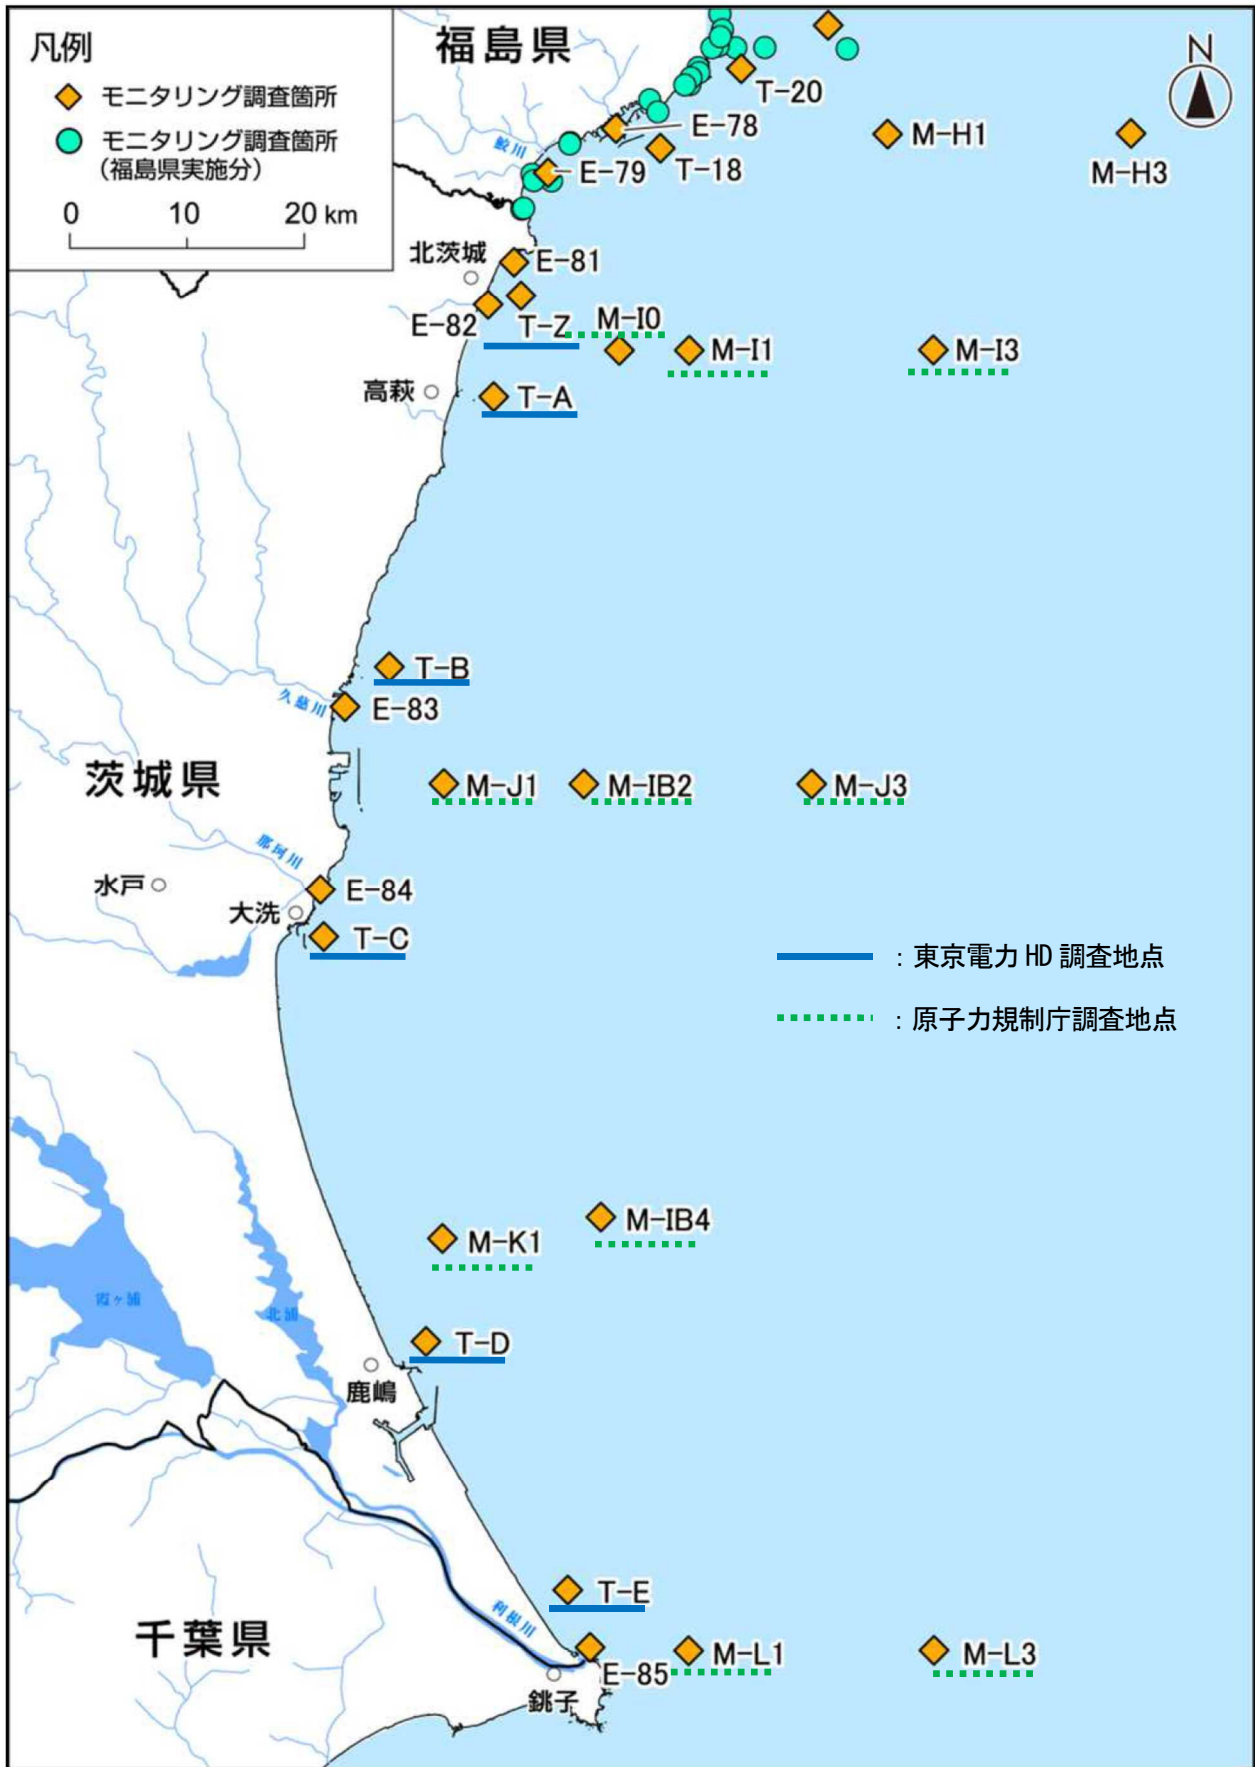 凡例
モニタリング調査箇所
モニタリング調査箇所
(福島県実施分)
0 10 20 km
福島県
N
T-20
E-78
M-H1
M-H3
鮫川
E-79
T-18
北茨城
E-81
E-82
T-Z
M-I0
M-I1
M-I3
高萩
T-A
T-B
久慈川
E-83
茨城県
M-J1
M-IB2
M-J3
那珂川
水戸
E-84
大洗
T-C
：東京電力 HD 調査地点
：原子力規制庁調査地点
M-IB4
M-K1
霞ヶ浦
北浦
T-D
鹿嶋
T-E
利根川
千葉県
E-85
M-L1
M-L3
銚子